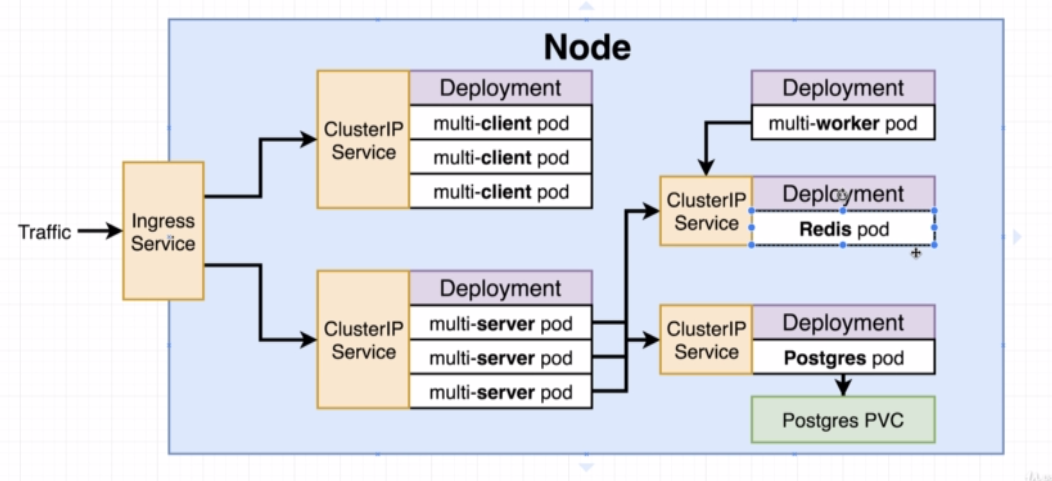 Node
Traffic
Ingress
Service
ClusterIP
Service
Deployment
multi-client pod
multi-client pod
multi-client pod
ClusterIP
Service
Deployment
multi-server pod
multi-server pod
multi-server pod
Deployment
multi-worker pod
ClusterIP
Service
Deployment
Redis pod
ClusterIP
Service
Deployment
Postgres pod
Postgres PVC